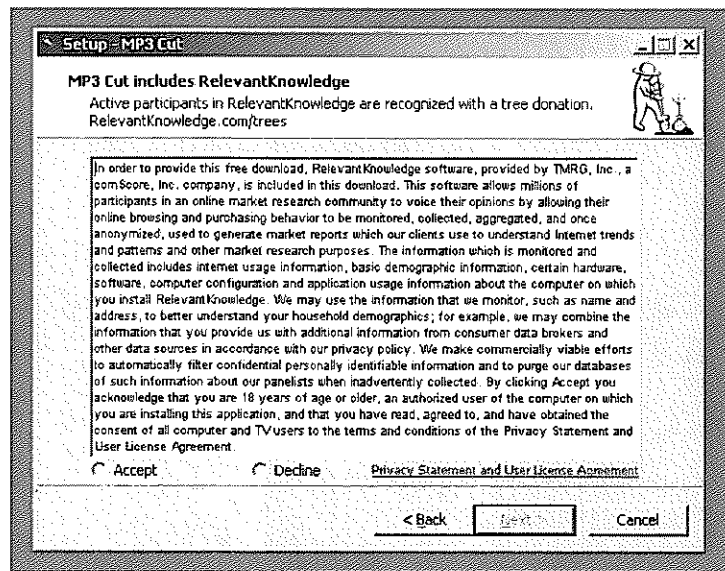 Setup - MP3 Cut
MP3 Cut includes RelevantKnowledge
Active participants in RelevantKnowledge are recognized with a tree donation.
RelevantKnowledge.com/trees
In order to provide this free download, RelevantKnowledge software, provided by TMRG, Inc., a
comScore, Inc. company, is included in this download. This software allows millions of
participants in an online market research community to voice their opinions by allowing their
online browsing and purchasing behavior to be monitored, collected, aggregated, and once
anonymized, used to generate market reports which our clients use to understand Internet trends
and patterns and other market research purposes. The information which is monitored and
collected includes internet usage information, basic demographic information, certain hardware,
software, computer configuration and application usage information about the computer on which
you install RelevantKnowledge. We may use the information that we monitor, such as name and
address, to better understand your household demographics; for example, we may combine the
information that you provide us with additional information from consumer data brokers and
other data sources in accordance with our privacy policy. We make commercially viable efforts
to automatically filter confidential personally identifiable information and to purge our databases
of such information about our panelists when inadvertently collected. By clicking Accept you
acknowledge that you are 18 years of age or older, an authorized user of the computer on which
you are installing this application, and that you have read, agreed to, and have obtained the
consent of all computer and TV users to the terms and conditions of the Privacy Statement and
User License Agreement.
Accept Decline Privacy Statement and User License Agreement
< Back Next Cancel